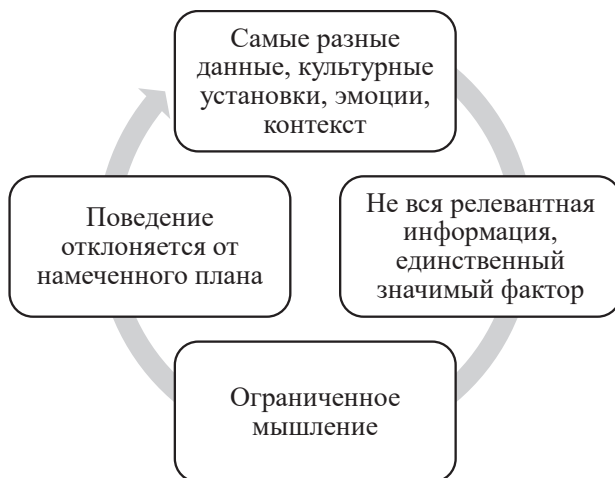 Самые разные
данные, культурные
установки, эмоции,
контекст
Не вся релевантная
информация,
единственный
значимый фактор
Ограниченное
мышление
Поведение
отклоняется от
намеченного плана